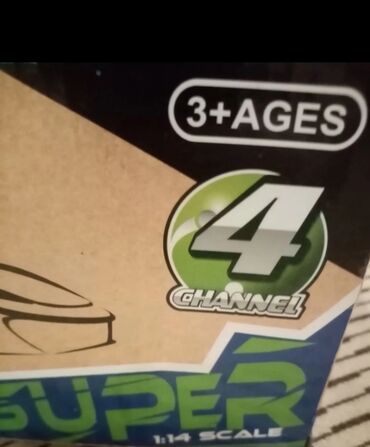 3+AGES
4
CHANNEL
SUPER
1:14 SCALE